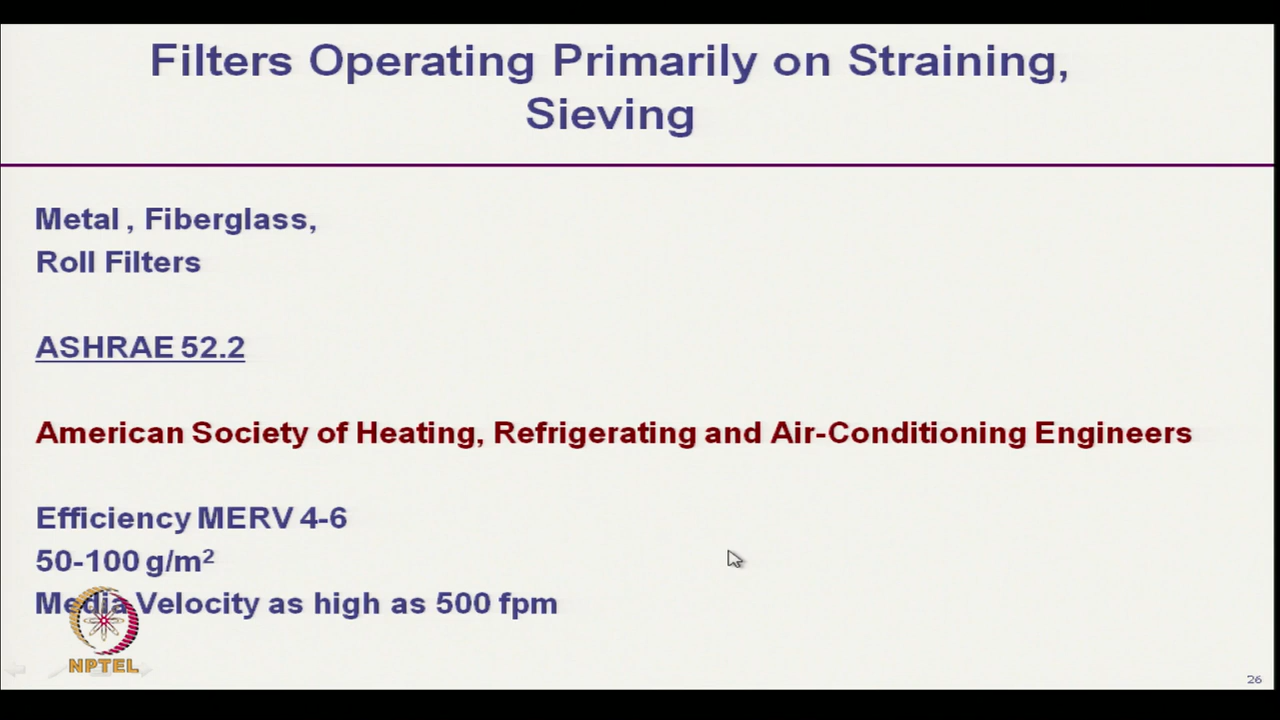 Filters Operating Primarily on Straining,
Sieving
Metal , Fiberglass,
Roll Filters
ASHRAE 52.2
American Society of Heating, Refrigerating and Air-Conditioning Engineers
Efficiency MERV 4-6
50-100 g/m²
Media Velocity as high as 500 fpm
NPTEL
26